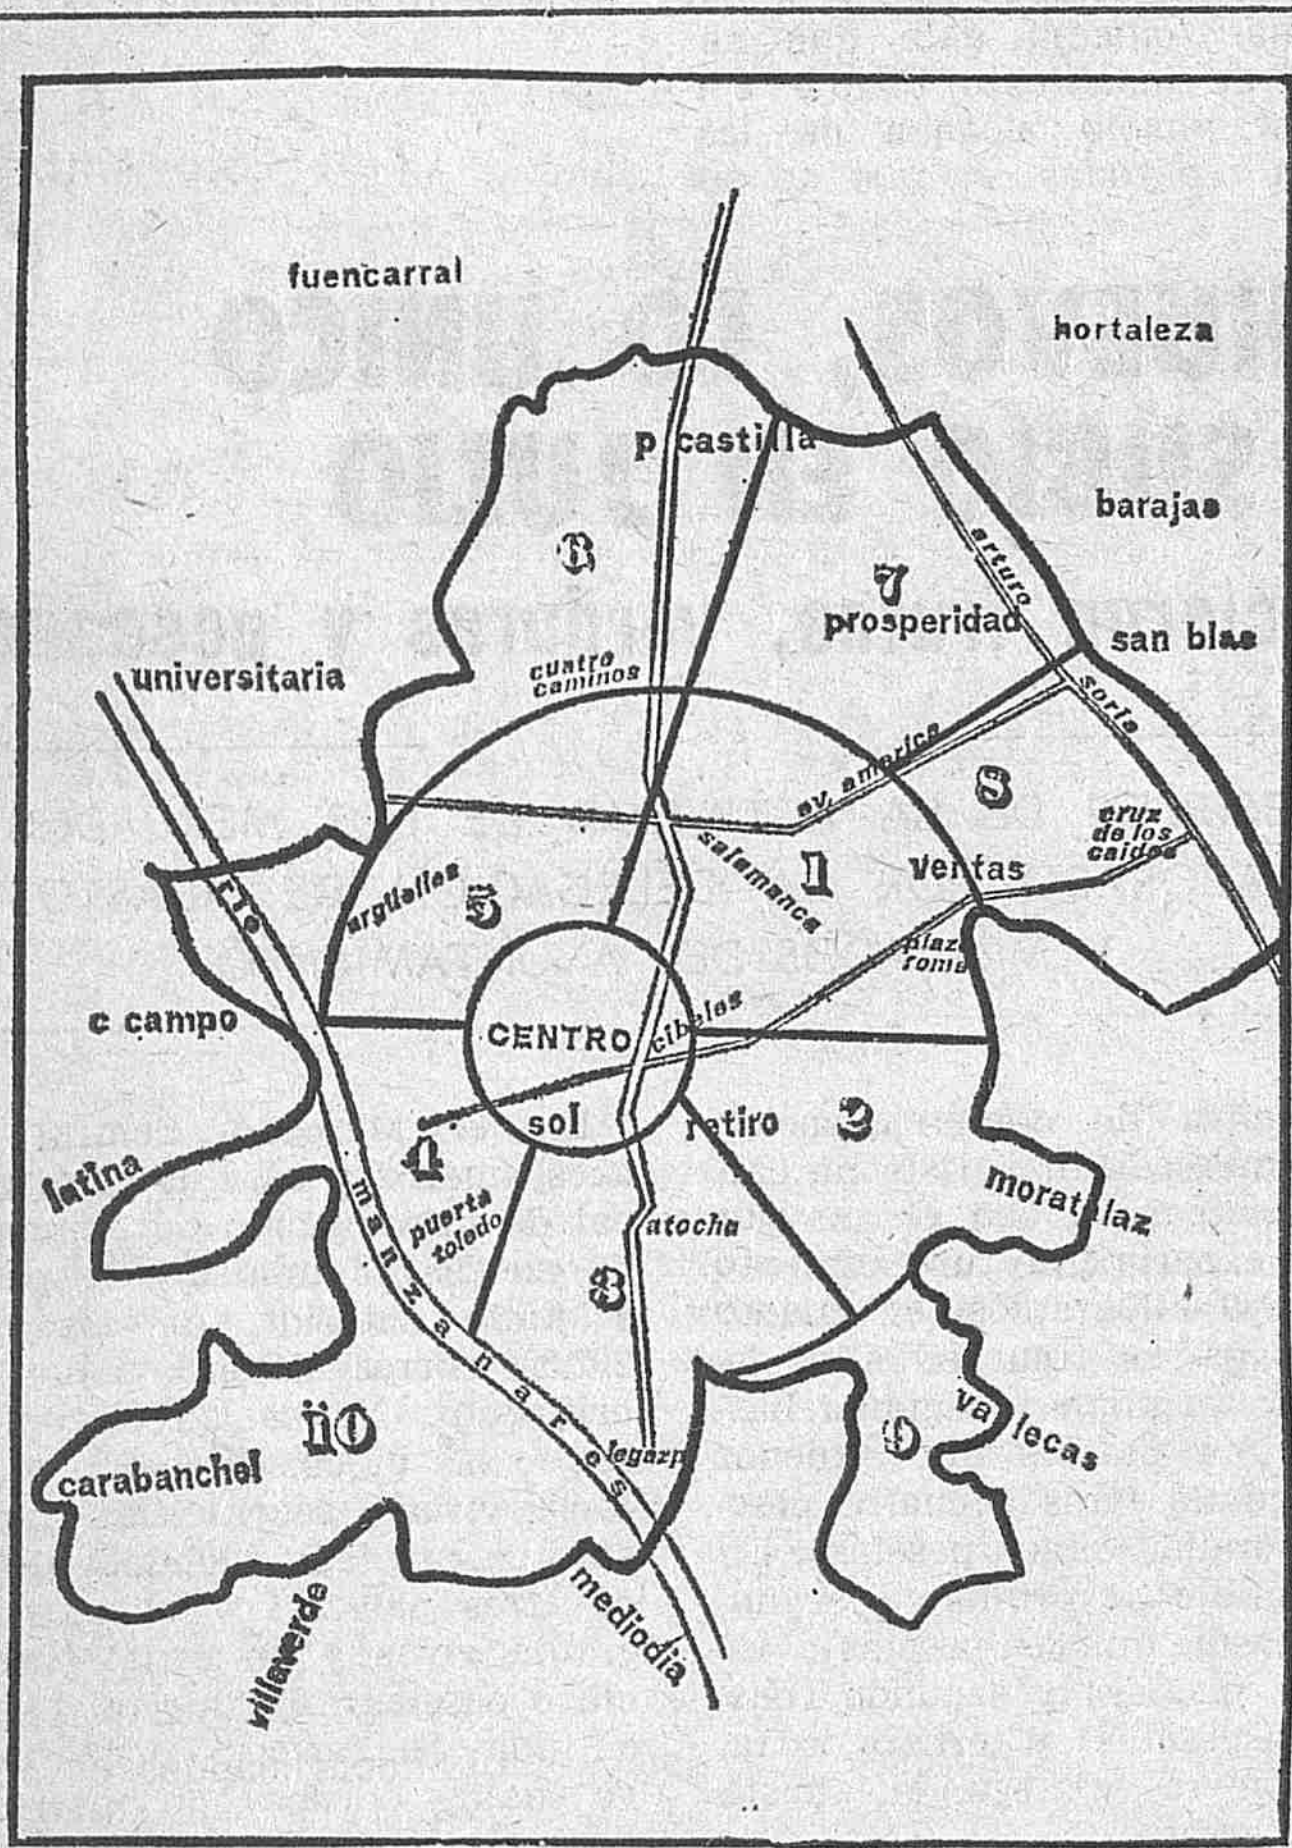 fuencarral
hortaleza
p castilla
barajas
6
arturo
7
prosperidad
san blas
cuatro
caminos
universitaria
soria
av. america
8
cruz
de los
caidos
salamanca
1
Ventas
argüelles
5
rio
plaza
roma
c campo
CENTRO
cibeles
sol
retiro
2
4
latina
moratalaz
manzanares
puerta
toledo
atocha
3
vallecas
10
9
legazpi
carabanchel
mediodia
villaverde